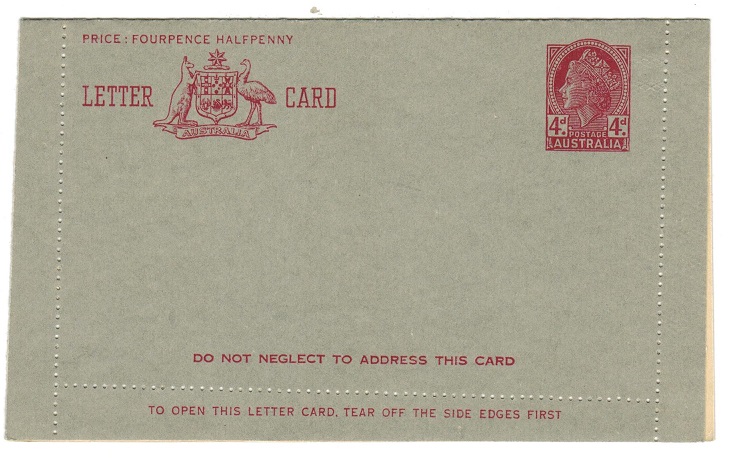 PRICE : FOURPENCE HALFPENNY
LETTER CARD
AUSTRALIA
4d. 4d.
POSTAGE
AUSTRALIA
DO NOT NEGLECT TO ADDRESS THIS CARD
TO OPEN THIS LETTER CARD, TEAR OFF THE SIDE EDGES FIRST